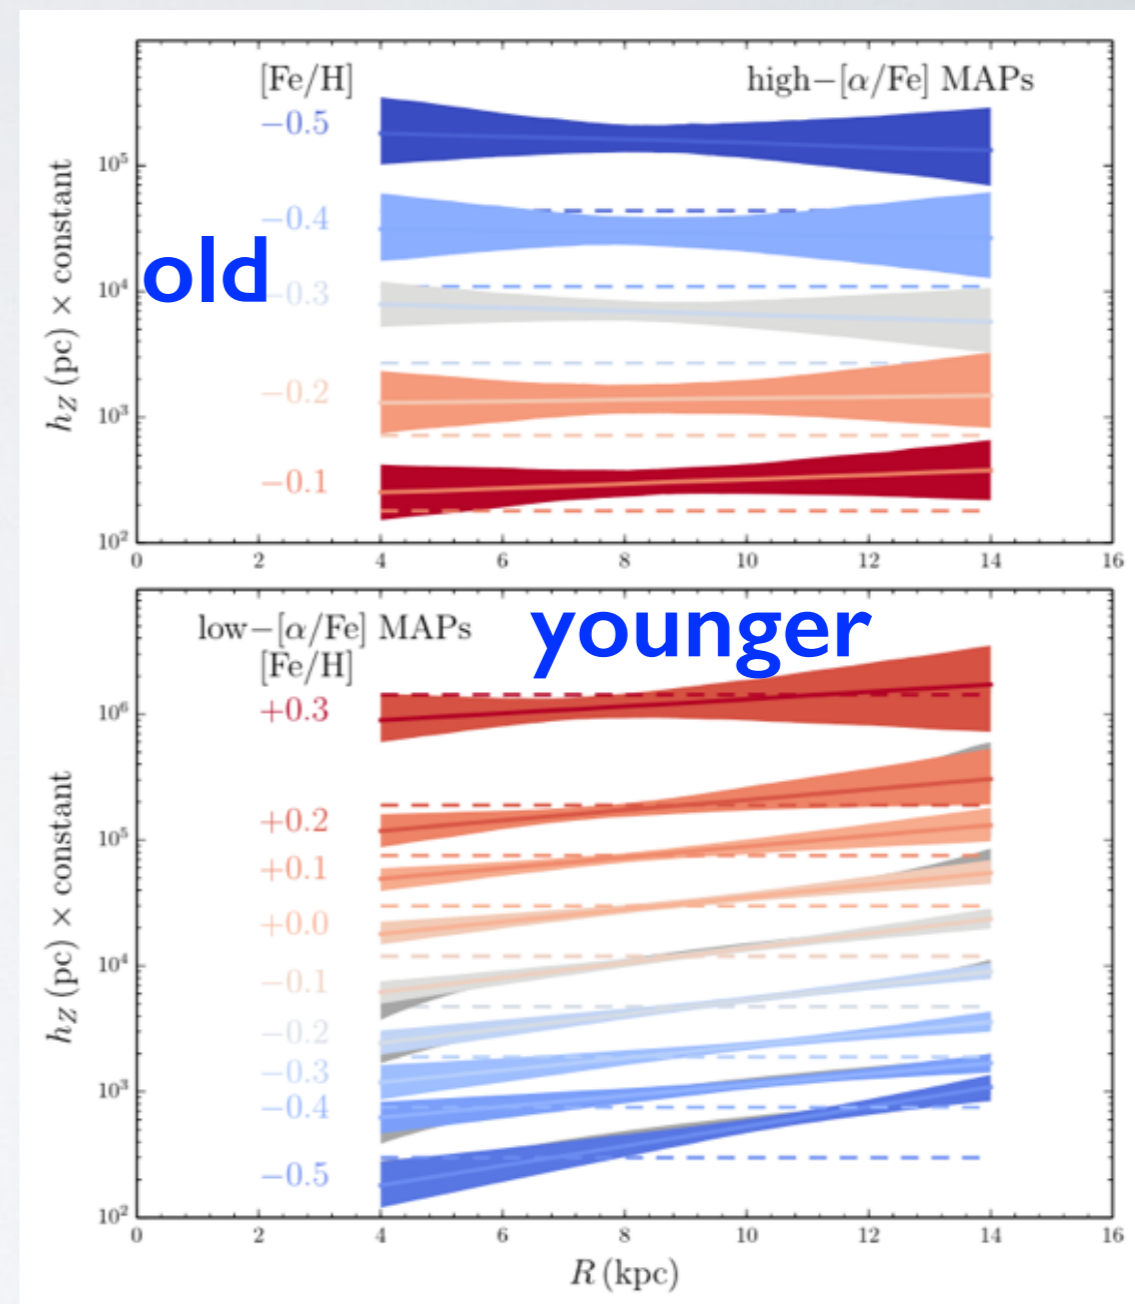 [Fe/H]
high−[α/Fe] MAPs
−0.5
−0.4
old
−0.3
−0.2
−0.1
h_Z (pc) × constant
10^5
10^4
10^3
10^2
0 2 4 6 8 10 12 14 16
low−[α/Fe] MAPs
younger
[Fe/H]
+0.3
+0.2
+0.1
+0.0
−0.1
−0.2
−0.3
−0.4
−0.5
h_Z (pc) × constant
10^6
10^5
10^4
10^3
10^2
0 2 4 6 8 10 12 14 16
R (kpc)